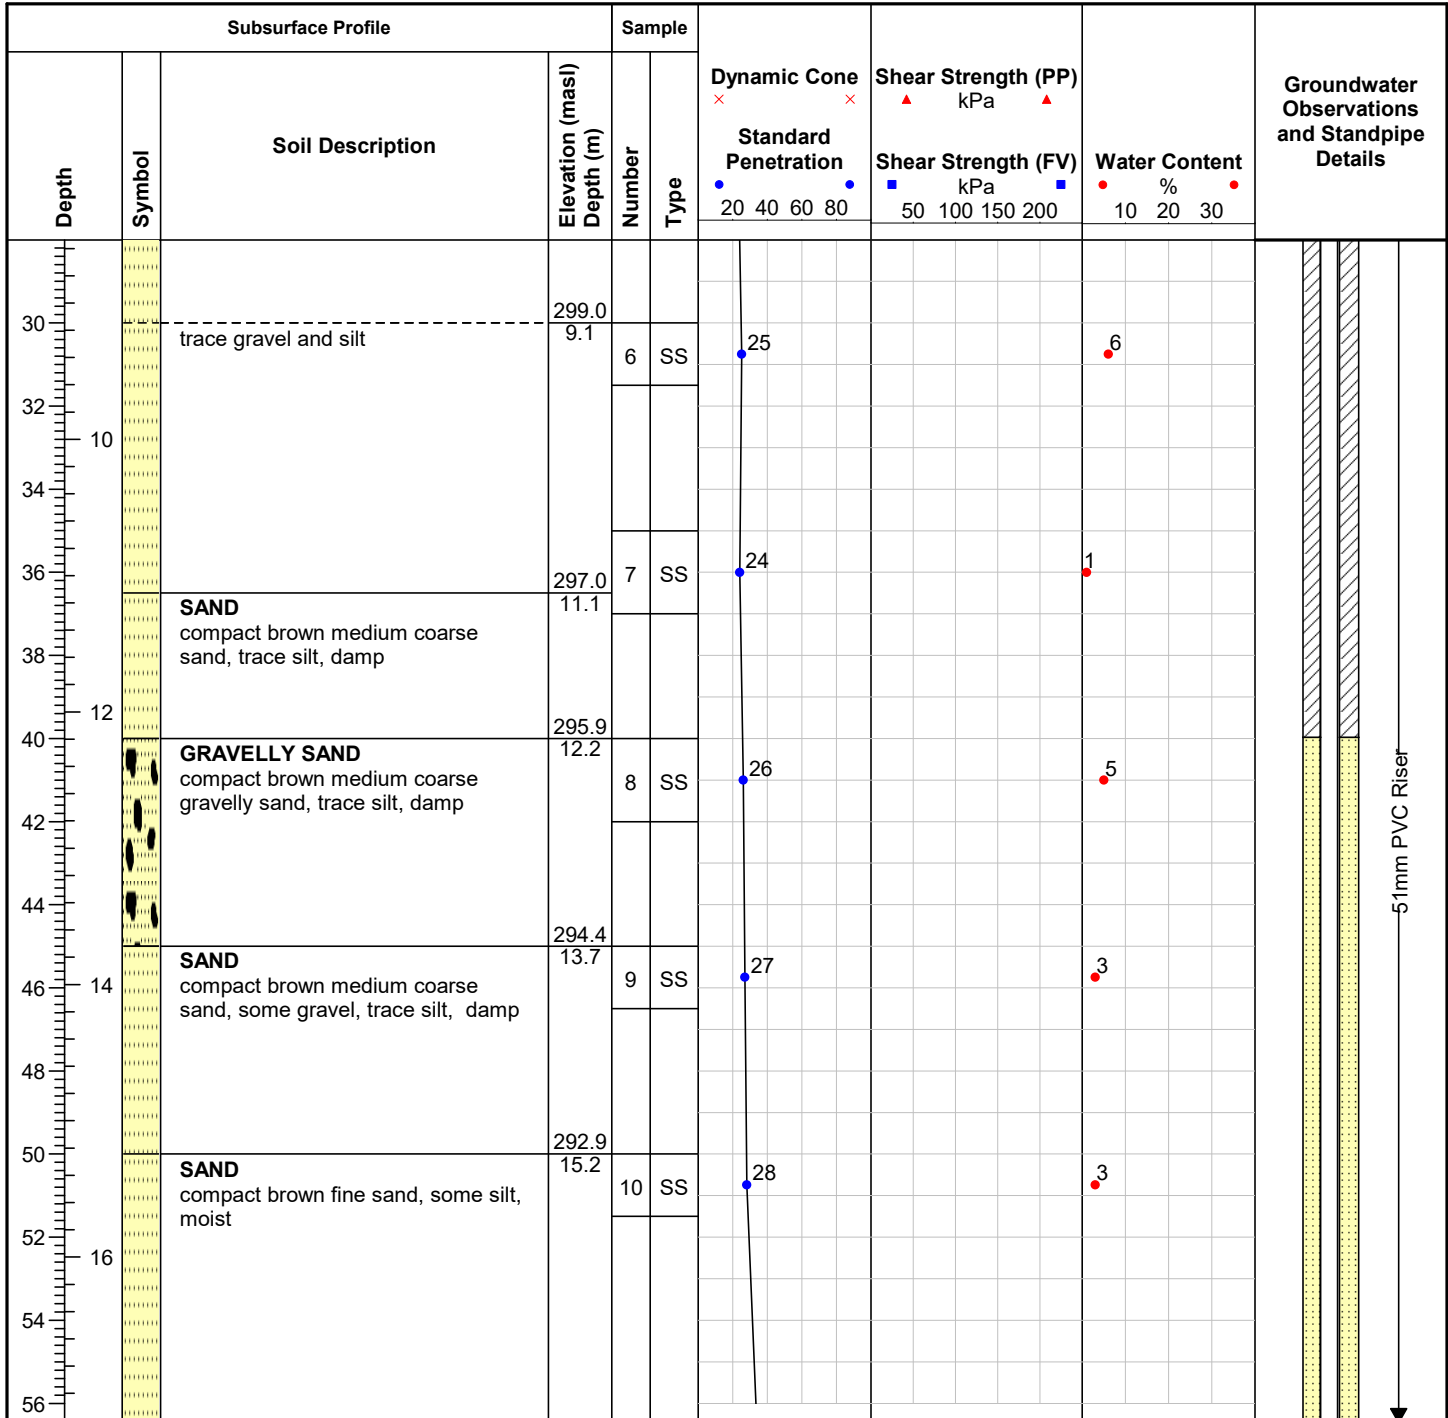 Subsurface Profile
Sample
Depth
Symbol
Soil Description
Elevation (masl)
Depth (m)
Number
Type
Dynamic Cone
Standard
Penetration
20 40 60 80
Shear Strength (PP)
kPa
Shear Strength (FV)
kPa
50 100 150 200
Water Content
%
10 20 30
Groundwater
Observations
and Standpipe
Details
299.0
30
trace gravel and silt
9.1
6 SS
25
6
32
10
34
36
297.0
7 SS
24
1
11.1
SAND
compact brown medium coarse
sand, trace silt, damp
38
12
295.9
40
12.2
GRAVELLY SAND
compact brown medium coarse
gravelly sand, trace silt, damp
8 SS
26
5
42
44
51mm PVC Riser
294.4
13.7
SAND
compact brown medium coarse
sand, some gravel, trace silt,  damp
9 SS
27
3
46
14
48
292.9
50
15.2
SAND
compact brown fine sand, some silt,
moist
10 SS
28
3
52
16
54
56